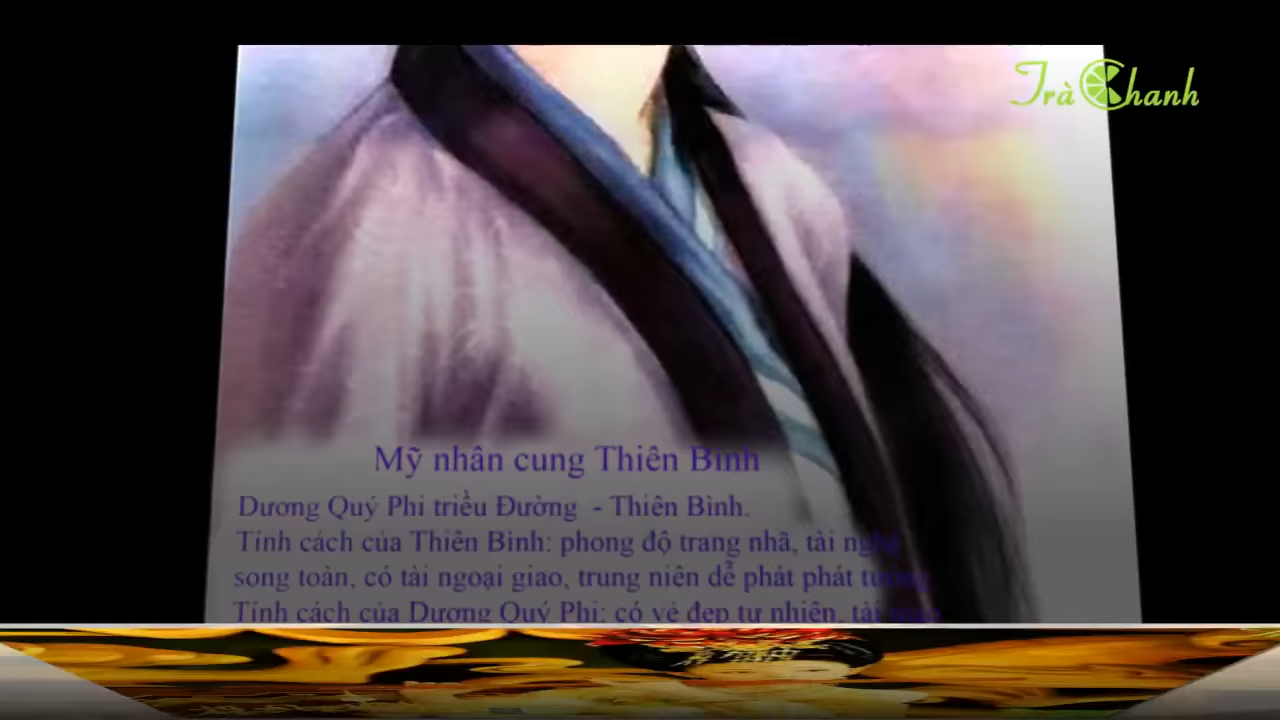 Trà Chanh
Mỹ nhân cung Thiên Bình
Dương Quý Phi triều Đường - Thiên Bình.
Tính cách của Thiên Bình: phong độ trang nhã, tài nghệ
song toàn, có tài ngoại giao, trung niên dễ phát phát tướng
Tính cách của Dương Quý Phi: có vẻ đẹp tự nhiên, tài mạo